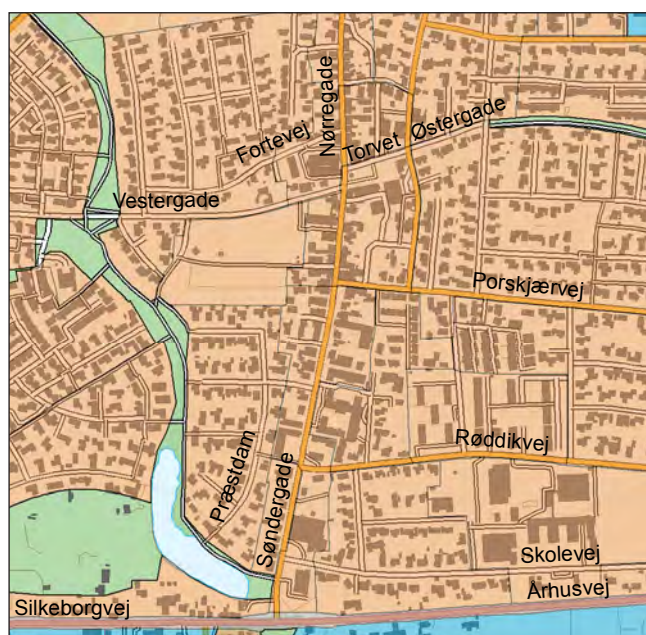 Nørregade
Fortevej
Torvet
Østergade
Vestergade
Porskjærvej
Røddikvej
Præstdam
Søndergade
Skolevej
Århusvej
Silkeborgvej